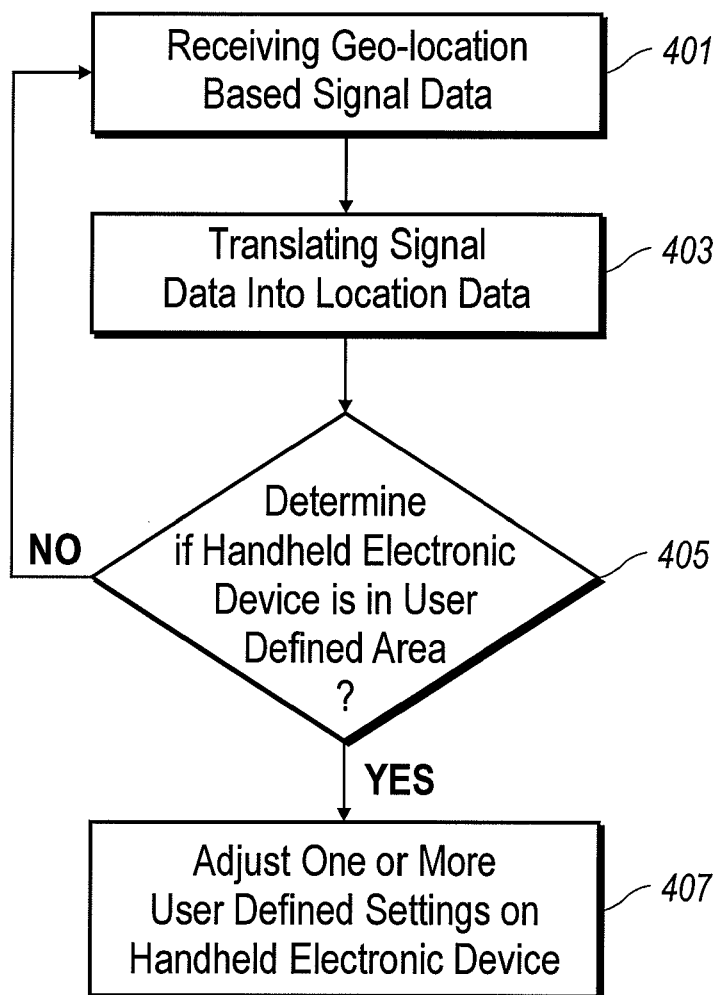 Receiving Geo-location
Based Signal Data
401
Translating Signal
Data Into Location Data
403
Determine
if Handheld Electronic
Device is in User
Defined Area
?
405
NO
YES
Adjust One or More
User Defined Settings on
Handheld Electronic Device
407